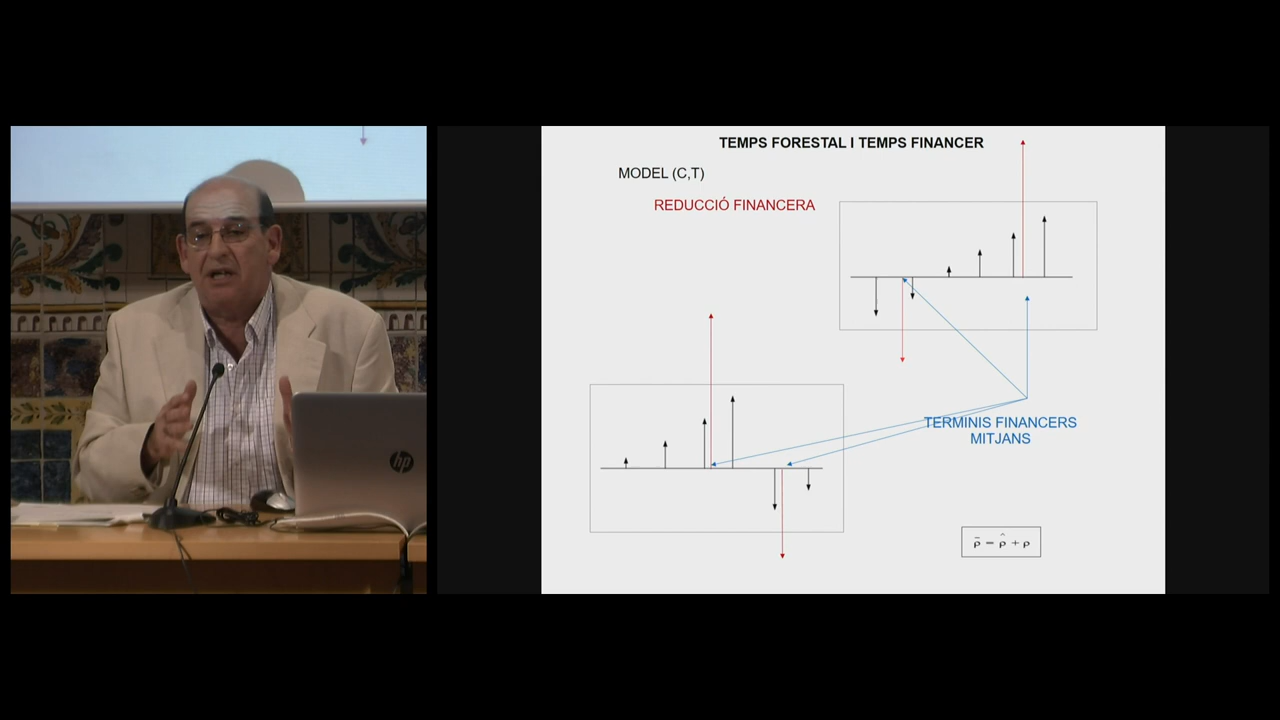 TEMPS FORESTAL I TEMPS FINANCER
MODEL (C,T)
REDUCCIÓ FINANCERA
TERMINIS FINANCERS
MITJANS
ρ̄ = ρ̂ + ρ
hp